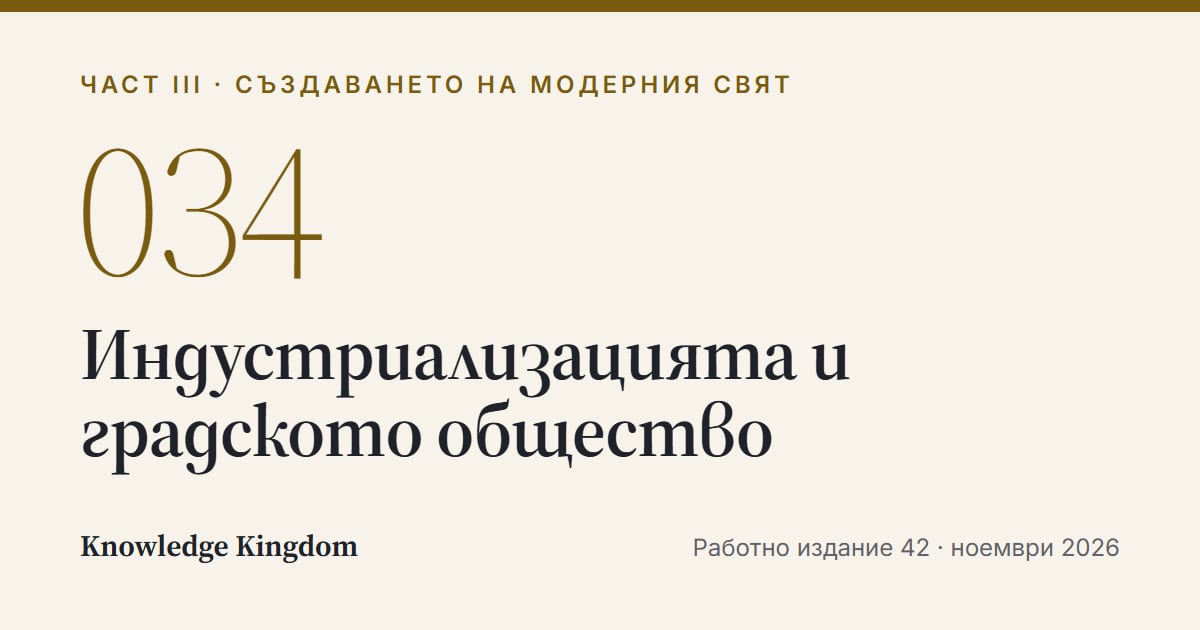 ЧАСТ III · СЪЗДАВАНЕТО НА МОДЕРНИЯ СВЯТ
034
Индустриализацията и
градското общество
Knowledge Kingdom
Работно издание 42 · ноември 2026